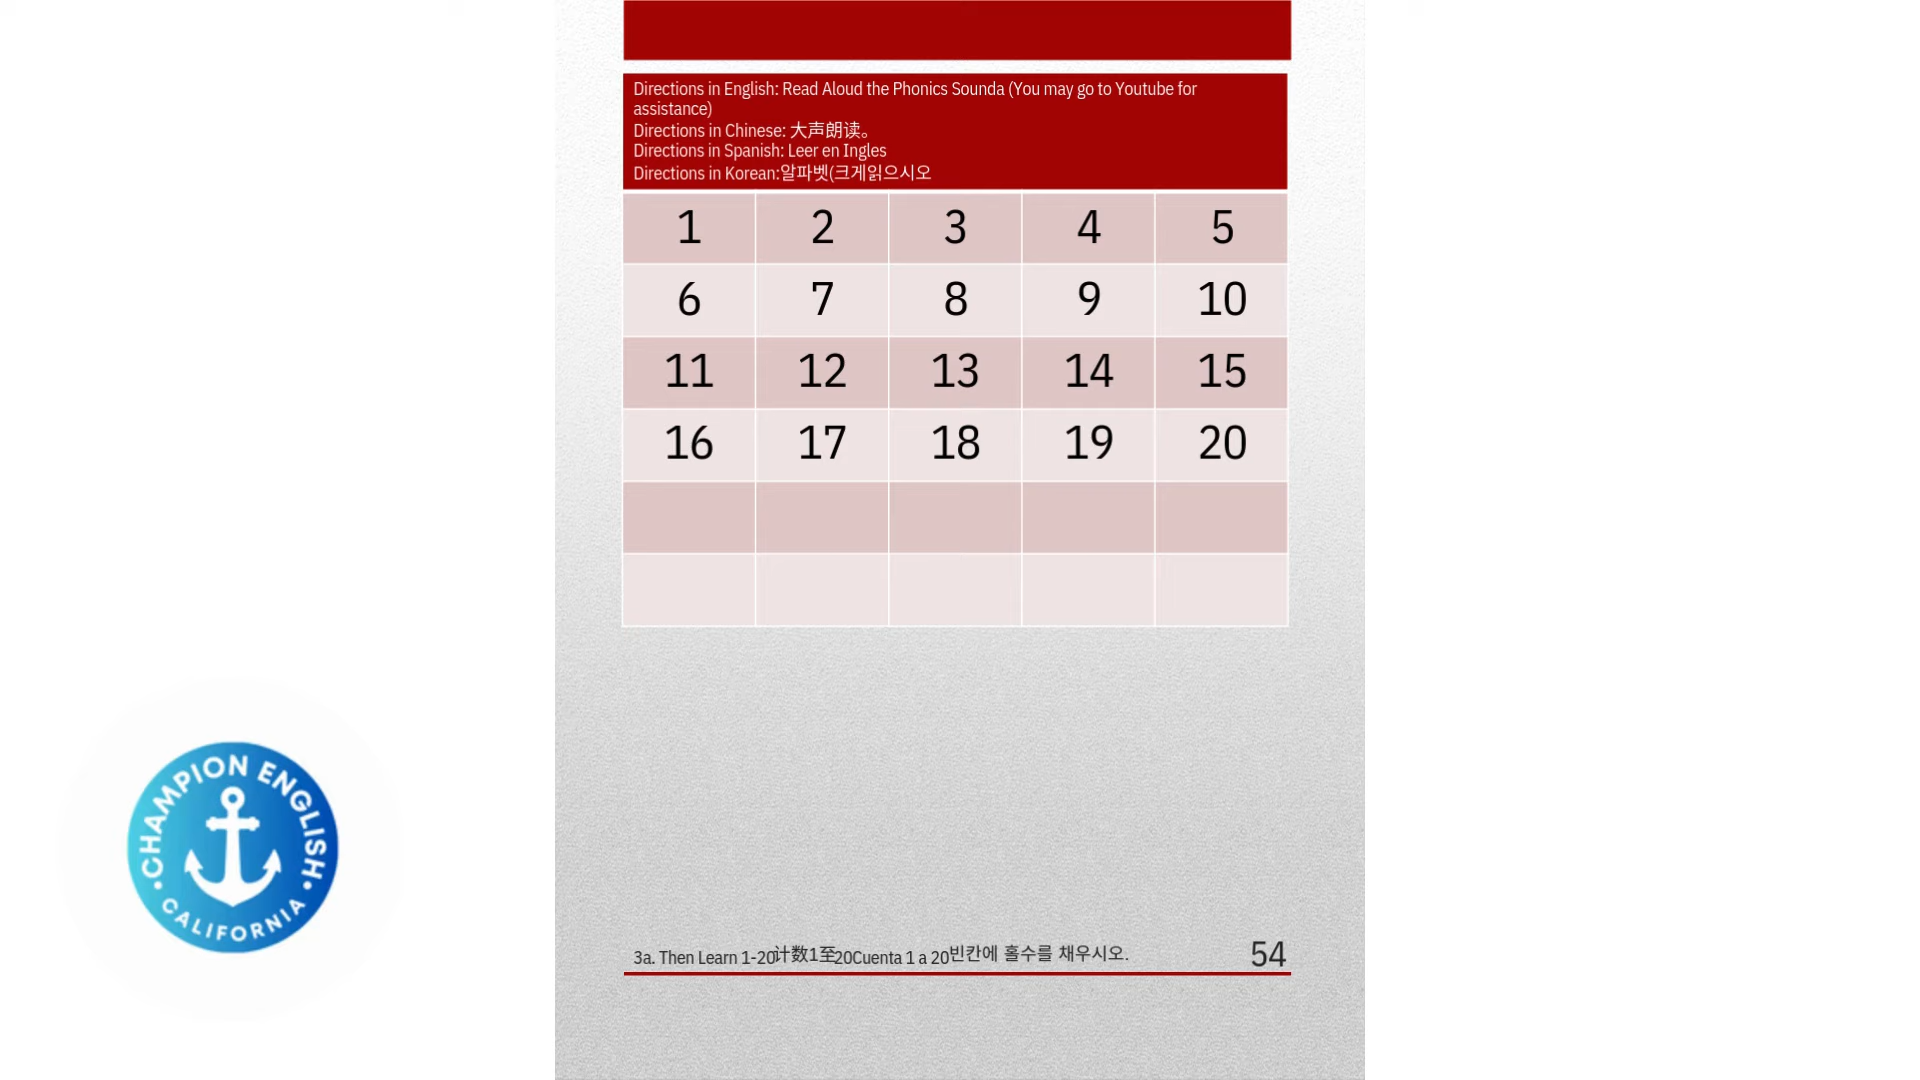 Directions in English: Read Aloud the Phonics Sounda (You may go to Youtube for
assistance)
Directions in Chinese: 大声朗读。
Directions in Spanish: Leer en Ingles
Directions in Korean:알파벳(크게읽으시오
1 2 3 4 5
6 7 8 9 10
11 12 13 14 15
16 17 18 19 20
CHAMPION ENGLISH
CALIFORNIA
3a. Then Learn 1-20计数1至20Cuenta 1 a 20빈칸에 홀수를 채우시오.
54